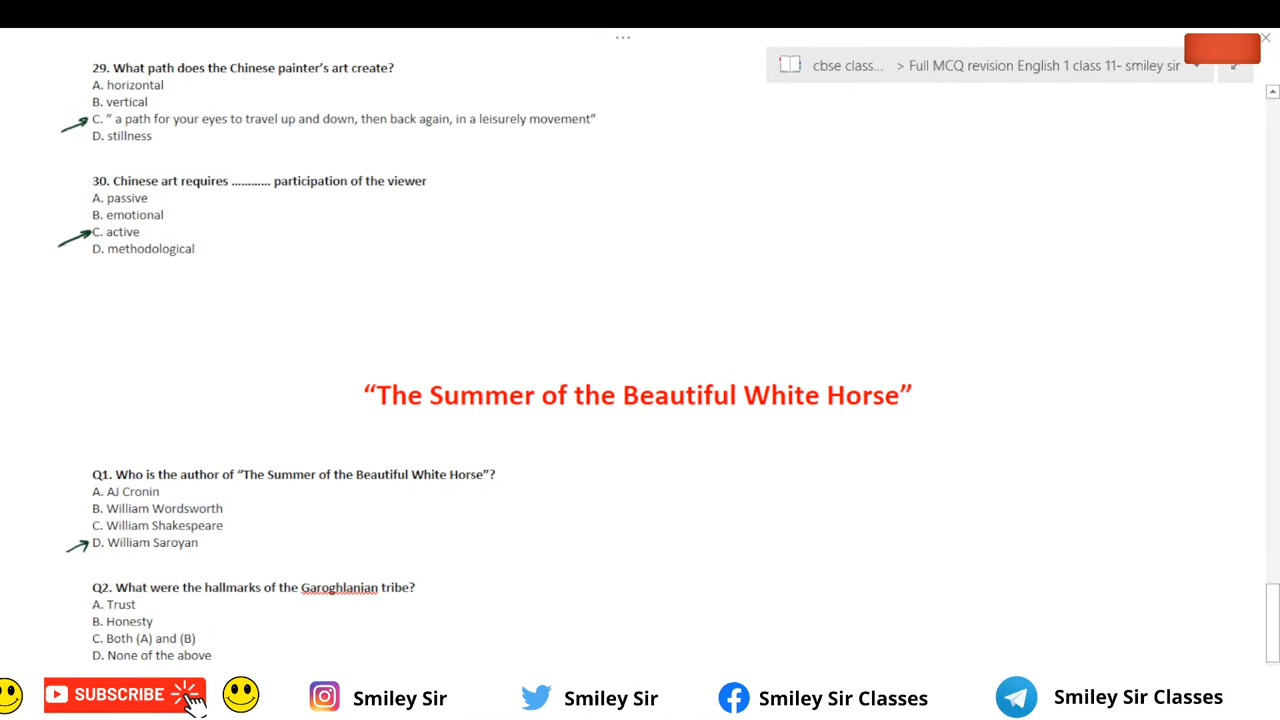 cbse class... > Full MCQ revision English 1 class 11- smiley sir
29. What path does the Chinese painter's art create?
A. horizontal
B. vertical
C. " a path for your eyes to travel up and down, then back again, in a leisurely movement"
D. stillness
30. Chinese art requires ............ participation of the viewer
A. passive
B. emotional
C. active
D. methodological
“The Summer of the Beautiful White Horse”
Q1. Who is the author of “The Summer of the Beautiful White Horse”?
A. AJ Cronin
B. William Wordsworth
C. William Shakespeare
D. William Saroyan
Q2. What were the hallmarks of the Garoghlanian tribe?
A. Trust
B. Honesty
C. Both (A) and (B)
D. None of the above
SUBSCRIBE Smiley Sir Smiley Sir Smiley Sir Classes Smiley Sir Classes